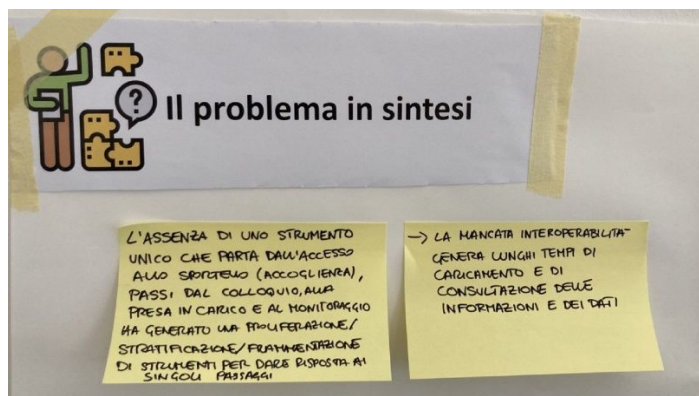 ?
Il problema in sintesi
L'ASSENZA DI UNO STRUMENTO
UNICO CHE PARTA DALL'ACCESSO
ALLO SPORTELLO (ACCOGLIENZA),
PASSI DAL COLLOQUIO, ALLA
PRESA IN CARICO E AL MONITORAGGIO
HA GENERATO UNA PROLIFERAZIONE/
STRATIFICAZIONE/FRAMMENTAZIONE
DI STRUMENTI PER DARE RISPOSTA AI
SINGOLI PASSAGGI
→ LA MANCATA INTEROPERABILITÀ
GENERA LUNGHI TEMPI DI
CARICAMENTO E DI
CONSULTAZIONE DELLE
INFORMAZIONI E DEI DATI